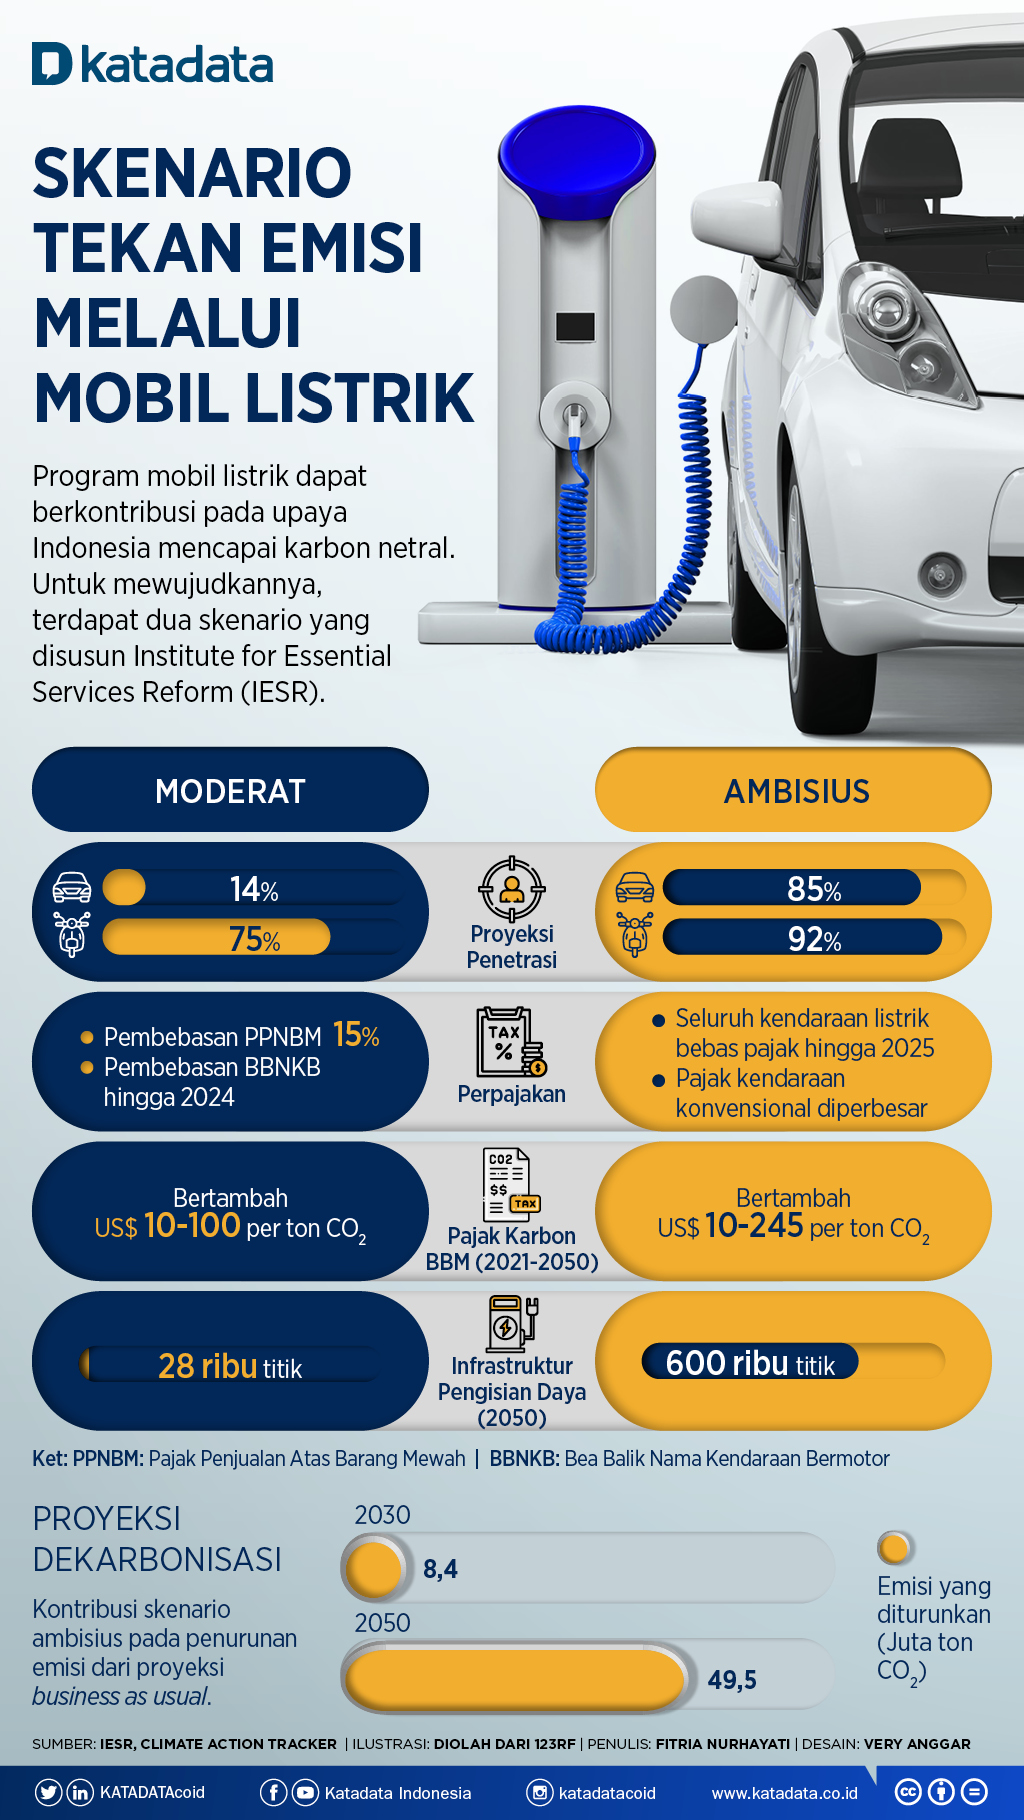 katadata
SKENARIO
TEKAN EMISI
MELALUI
MOBIL LISTRIK
Program mobil listrik dapat
berkontribusi pada upaya
Indonesia mencapai karbon netral.
Untuk mewujudkannya,
terdapat dua skenario yang
disusun Institute for Essential
Services Reform (IESR).
MODERAT
AMBISIUS
14%
75%
Proyeksi
Penetrasi
85%
92%
Pembebasan PPNBM 15%
Pembebasan BBNKB
hingga 2024
TAX
%
Perpajakan
Seluruh kendaraan listrik
bebas pajak hingga 2025
Pajak kendaraan
konvensional diperbesar
Bertambah
US$ 10-100 per ton CO2
CO2
$$
TAX
Pajak Karbon
BBM (2021-2050)
Bertambah
US$ 10-245 per ton CO2
28 ribu titik
Infrastruktur
Pengisian Daya
(2050)
600 ribu titik
Ket: PPNBM: Pajak Penjualan Atas Barang Mewah | BBNKB: Bea Balik Nama Kendaraan Bermotor
PROYEKSI
DEKARBONISASI
Kontribusi skenario
ambisius pada penurunan
emisi dari proyeksi
business as usual.
2030
8,4
2050
49,5
Emisi yang
diturunkan
(Juta ton
CO2)
SUMBER: IESR, CLIMATE ACTION TRACKER | ILUSTRASI: DIOLAH DARI 123RF | PENULIS: FITRIA NURHAYATI | DESAIN: VERY ANGGAR
KATADATAcoid
Katadata Indonesia
katadatacoid
www.katadata.co.id
cc